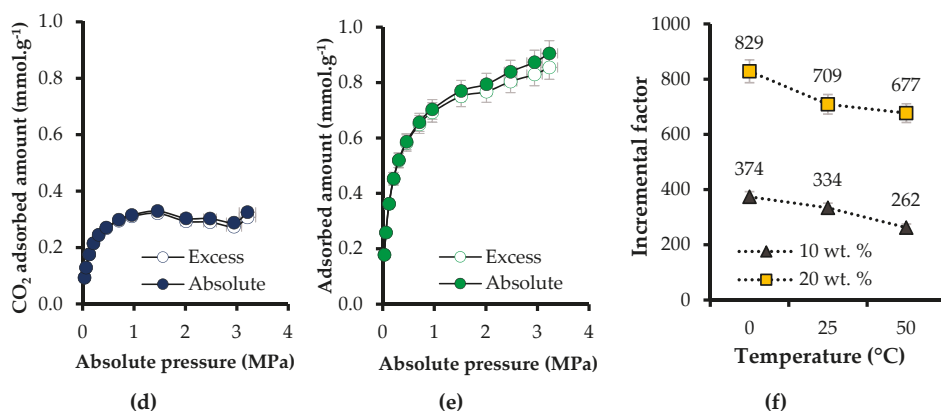 CO₂ adsorbed amount (mmol.g⁻¹)
1.0
0.8
0.6
0.4
0.2
0.0
Excess
Absolute
0 1 2 3 4
Absolute pressure (MPa)
(d)
Adsorbed amount (mmol.g⁻¹)
1.0
0.8
0.6
0.4
0.2
0.0
Excess
Absolute
0 1 2 3 4
Absolute pressure (MPa)
(e)
Incremental factor
1000
800
600
400
200
0
829
709
677
374
334
262
10 wt. %
20 wt. %
0 25 50
Temperature (°C)
(f)